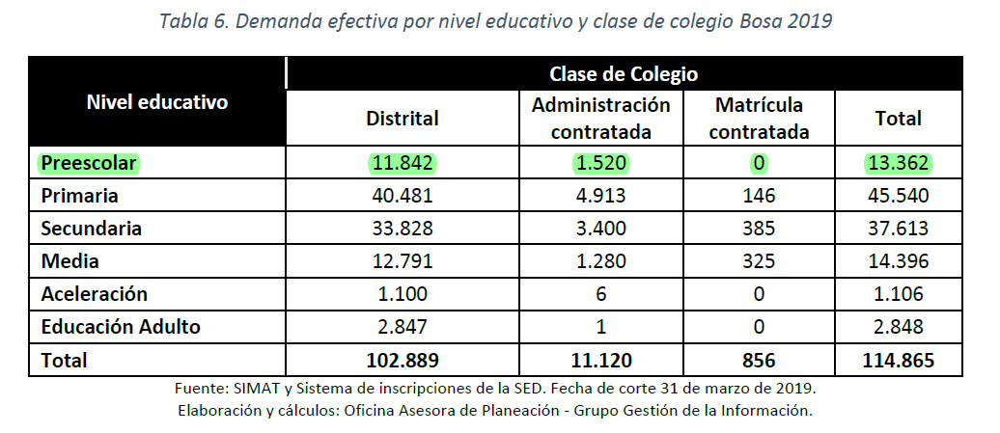 Tabla 6. Demanda efectiva por nivel educativo y clase de colegio Bosa 2019
Nivel educativo Clase de Colegio
Distrital Administración contratada Matrícula contratada Total
Preescolar 11.842 1.520 0 13.362
Primaria 40.481 4.913 146 45.540
Secundaria 33.828 3.400 385 37.613
Media 12.791 1.280 325 14.396
Aceleración 1.100 6 0 1.106
Educación Adulto 2.847 1 0 2.848
Total 102.889 11.120 856 114.865
Fuente: SIMAT y Sistema de inscripciones de la SED. Fecha de corte 31 de marzo de 2019.
Elaboración y cálculos: Oficina Asesora de Planeación - Grupo Gestión de la Información.